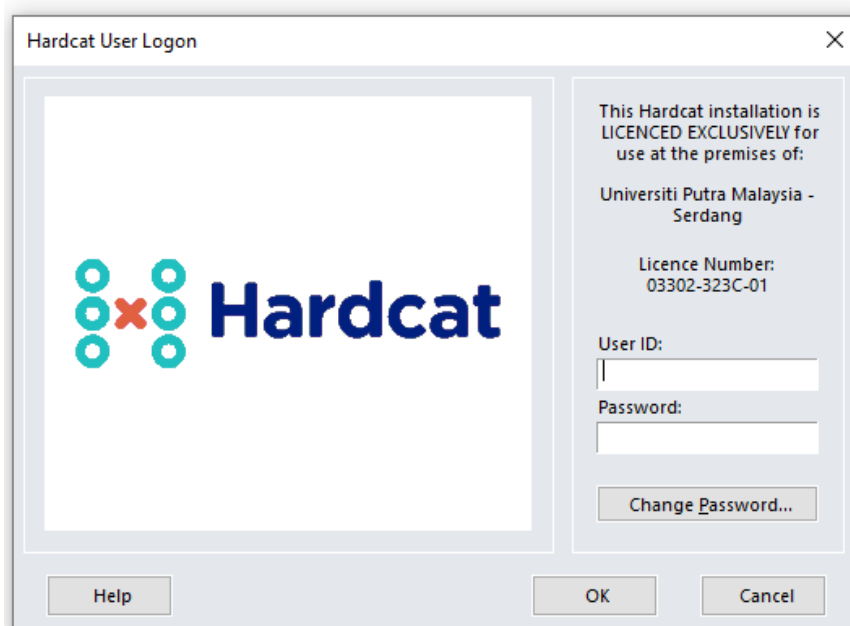 Hardcat User Logon
Hardcat
This Hardcat installation is
LICENCED EXCLUSIVELY for
use at the premises of:
Universiti Putra Malaysia -
Serdang
Licence Number:
03302-323C-01
User ID:
Password:
Change Password...
Help
OK
Cancel